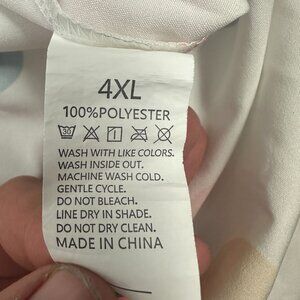 4XL
100%POLYESTER
WASH WITH LIKE COLORS.
WASH INSIDE OUT.
MACHINE WASH COLD.
GENTLE CYCLE.
DO NOT BLEACH.
LINE DRY IN SHADE.
DO NOT DRY CLEAN.
MADE IN CHINA